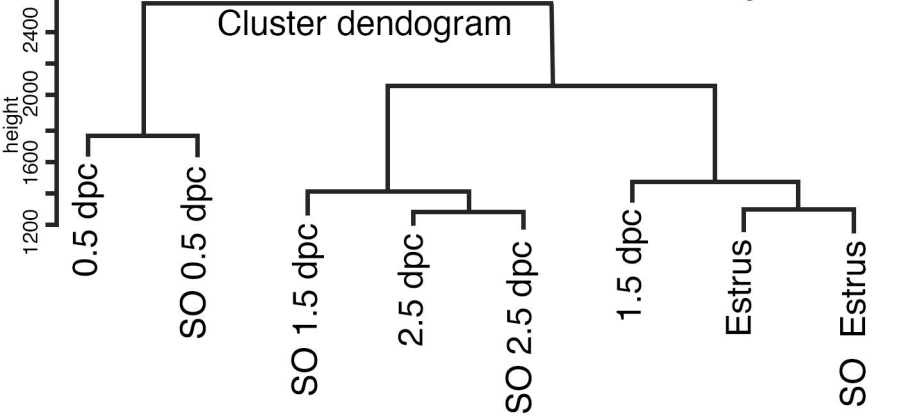 Cluster dendogram
height
2400
2000
1600
1200
0.5 dpc
SO 0.5 dpc
SO 1.5 dpc
2.5 dpc
SO 2.5 dpc
1.5 dpc
Estrus
SO Estrus